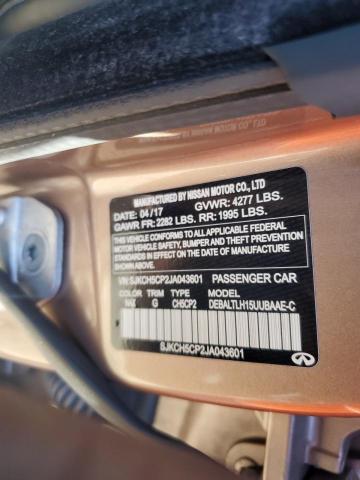 MANUFACTURED BY NISSAN MOTOR CO., LTD
DATE: 04/17 GVWR: 4277 LBS.
GAWR FR: 2282 LBS. RR: 1995 LBS.
THIS VEHICLE CONFORMS TO ALL APPLICABLE FEDERAL
MOTOR VEHICLE SAFETY, BUMPER AND THEFT PREVENTION
STANDARDS IN EFFECT ON THE DATE OF MANUFACTURE
SHOWN ABOVE.
VIN: SJKCH5CP2JA043601 PASSENGER CAR
COLOR TRIM TYPE MODEL
G CH5CP2 DEBALTLH15UUBAAE-C
SJKCH5CP2JA043601